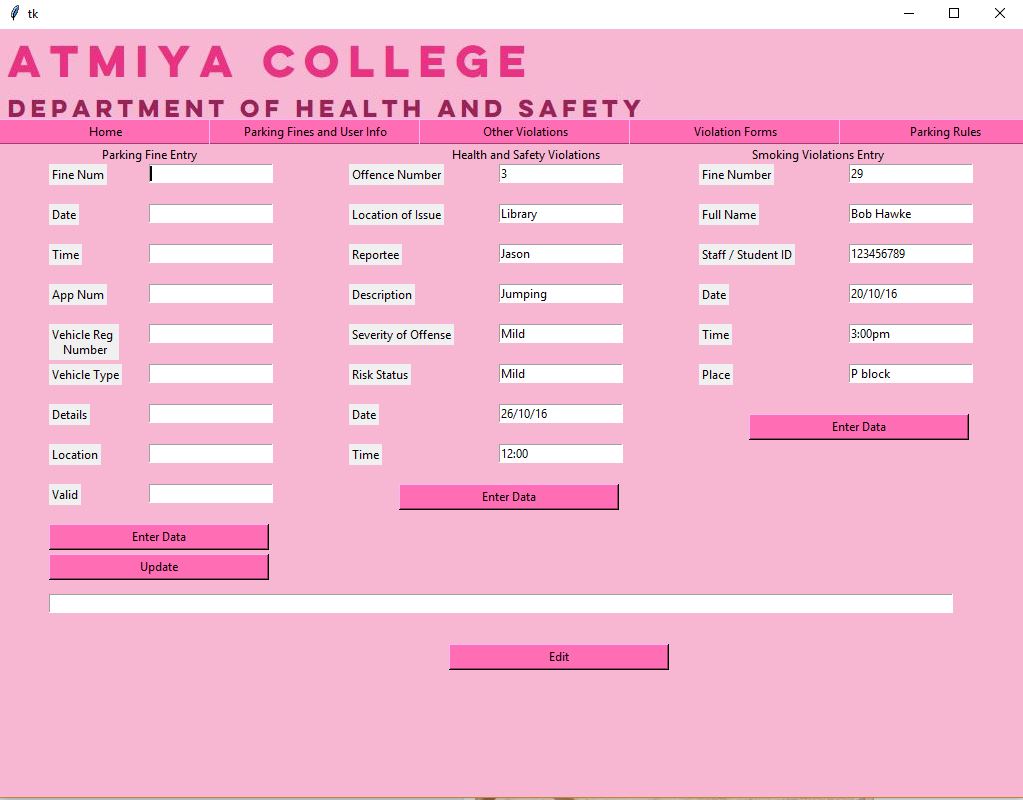 tk
ATMIYA COLLEGE
DEPARTMENT OF HEALTH AND SAFETY
Home Parking Fines and User Info Other Violations Violation Forms Parking Rules
Parking Fine Entry
Fine Num
Date
Time
App Num
Vehicle Reg
Number
Vehicle Type
Details
Location
Valid
Enter Data
Update
Health and Safety Violations
Offence Number 3
Location of Issue Library
Reportee Jason
Description Jumping
Severity of Offense Mild
Risk Status Mild
Date 26/10/16
Time 12:00
Enter Data
Smoking Violations Entry
Fine Number 29
Full Name Bob Hawke
Staff / Student ID 123456789
Date 20/10/16
Time 3:00pm
Place P block
Enter Data
Edit